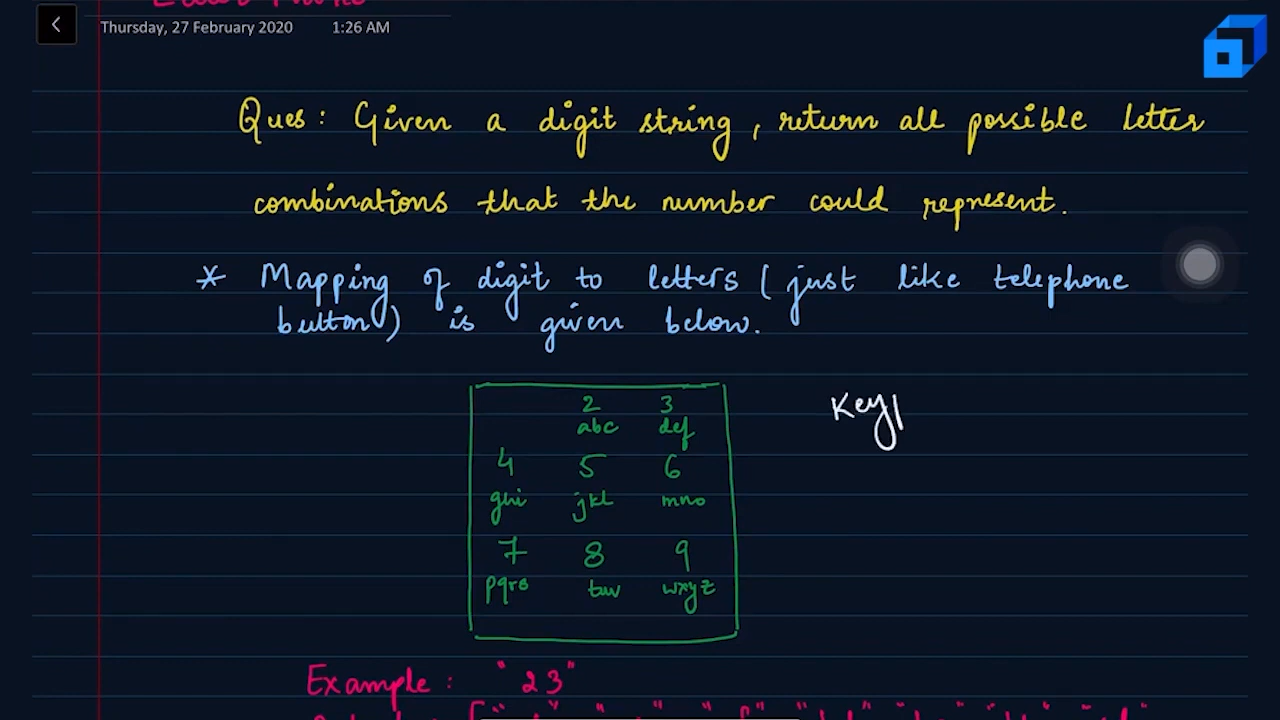 Thursday, 27 February 2020 1:26 AM
Ques: Given a digit string, return all possible letter
combinations that the number could represent.
* Mapping of digit to letters (just like telephone
button) is given below.
2 3
abc def
Key
4 5 6
ghi jkl mno
7 8 9
pqrs tuv wxyz
Example: "23"